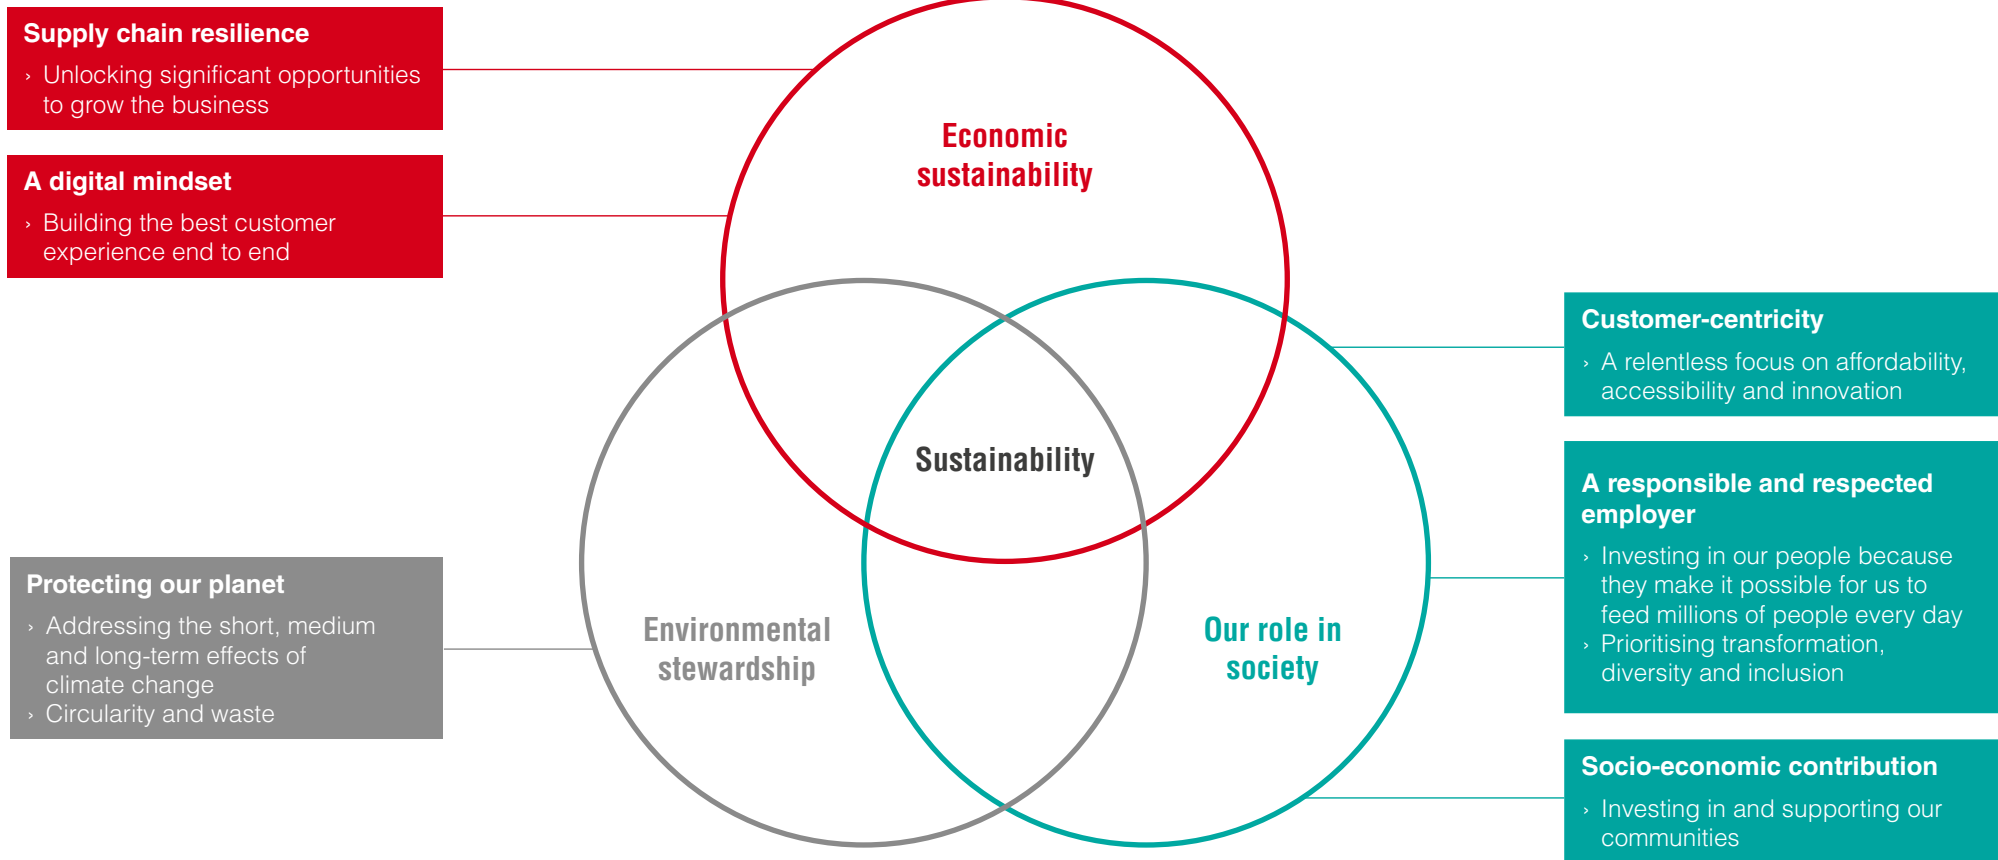 Supply chain resilience
› Unlocking significant opportunities
to grow the business
A digital mindset
› Building the best customer
experience end to end
Protecting our planet
› Addressing the short, medium
and long-term effects of
climate change
› Circularity and waste
Economic
sustainability
Sustainability
Environmental
stewardship
Our role in
society
Customer-centricity
› A relentless focus on affordability,
accessibility and innovation
A responsible and respected
employer
› Investing in our people because
they make it possible for us to
feed millions of people every day
› Prioritising transformation,
diversity and inclusion
Socio-economic contribution
› Investing in and supporting our
communities